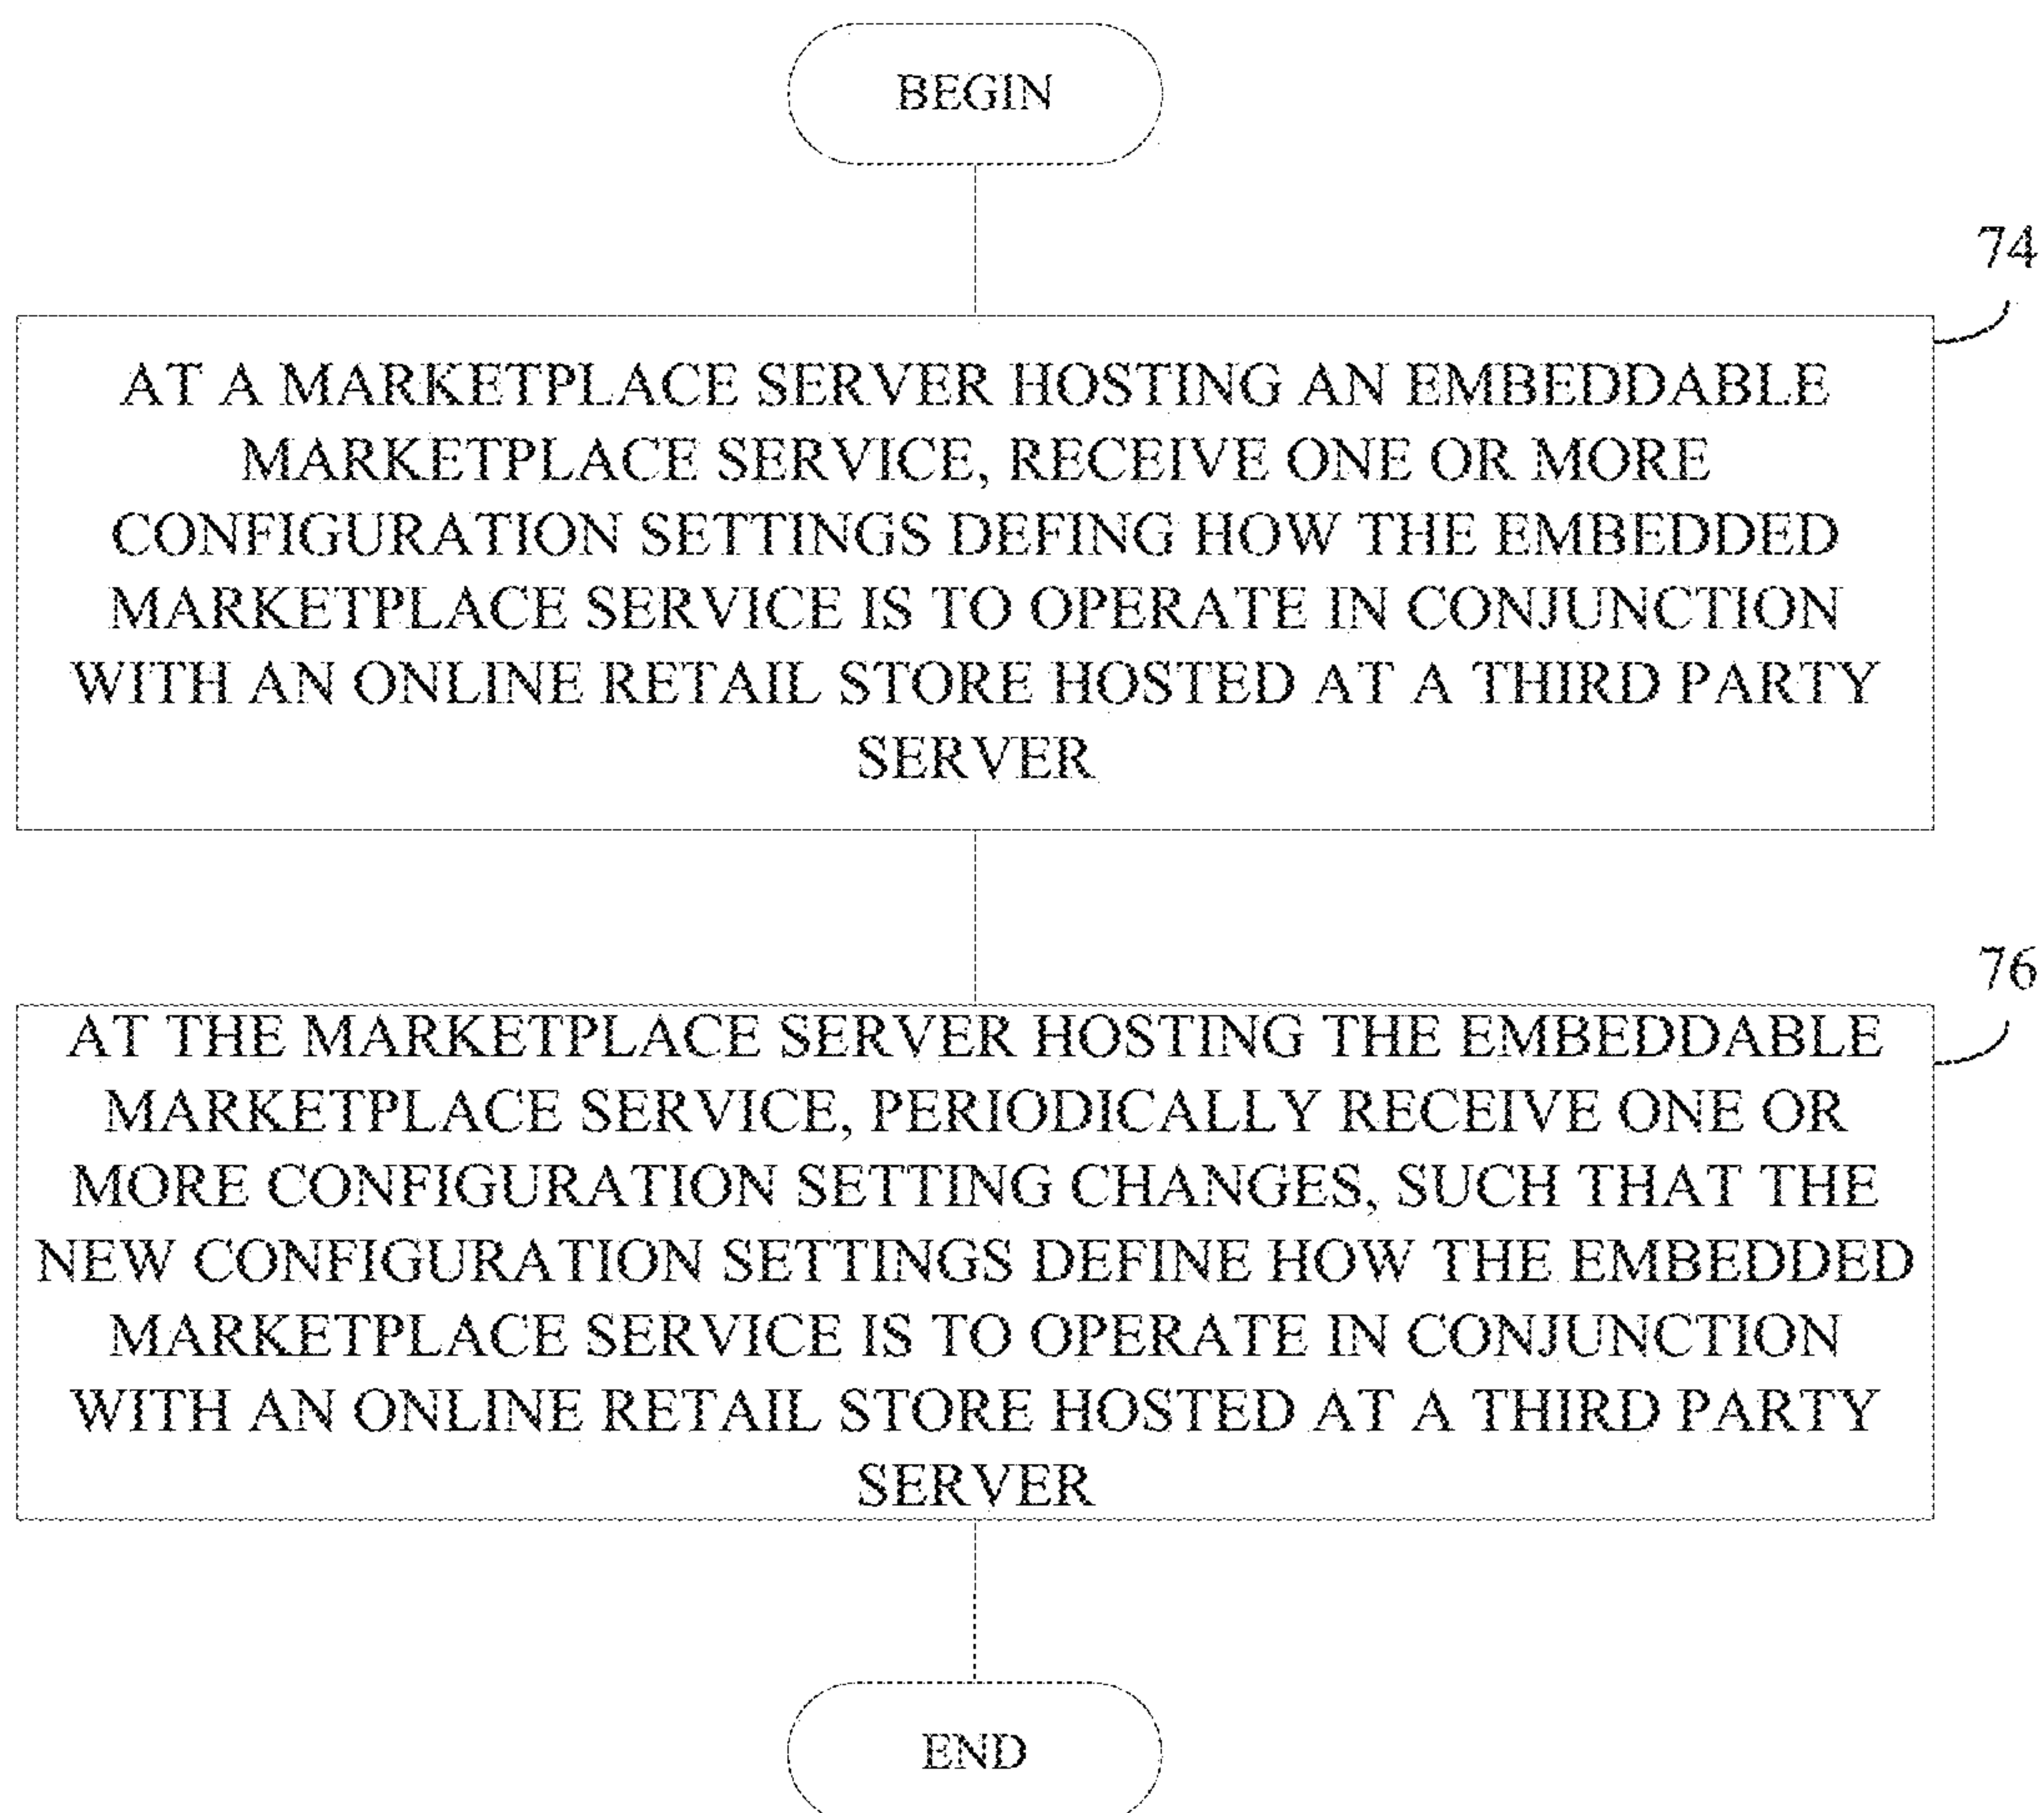 BEGIN
74
AT A MARKETPLACE SERVER HOSTING AN EMBEDDABLE
MARKETPLACE SERVICE, RECEIVE ONE OR MORE
CONFIGURATION SETTINGS DEFING HOW THE EMBEDDED
MARKETPLACE SERVICE IS TO OPERATE IN CONJUNCTION
WITH AN ONLINE RETAIL STORE HOSTED AT A THIRD PARTY
SERVER
76
AT THE MARKETPLACE SERVER HOSTING THE EMBEDDABLE
MARKETPLACE SERVICE, PERIODICALLY RECEIVE ONE OR
MORE CONFIGURATION SETTING CHANGES, SUCH THAT THE
NEW CONFIGURATION SETTINGS DEFINE HOW THE EMBEDDED
MARKETPLACE SERVICE IS TO OPERATE IN CONJUNCTION
WITH AN ONLINE RETAIL STORE HOSTED AT A THIRD PARTY
SERVER
END